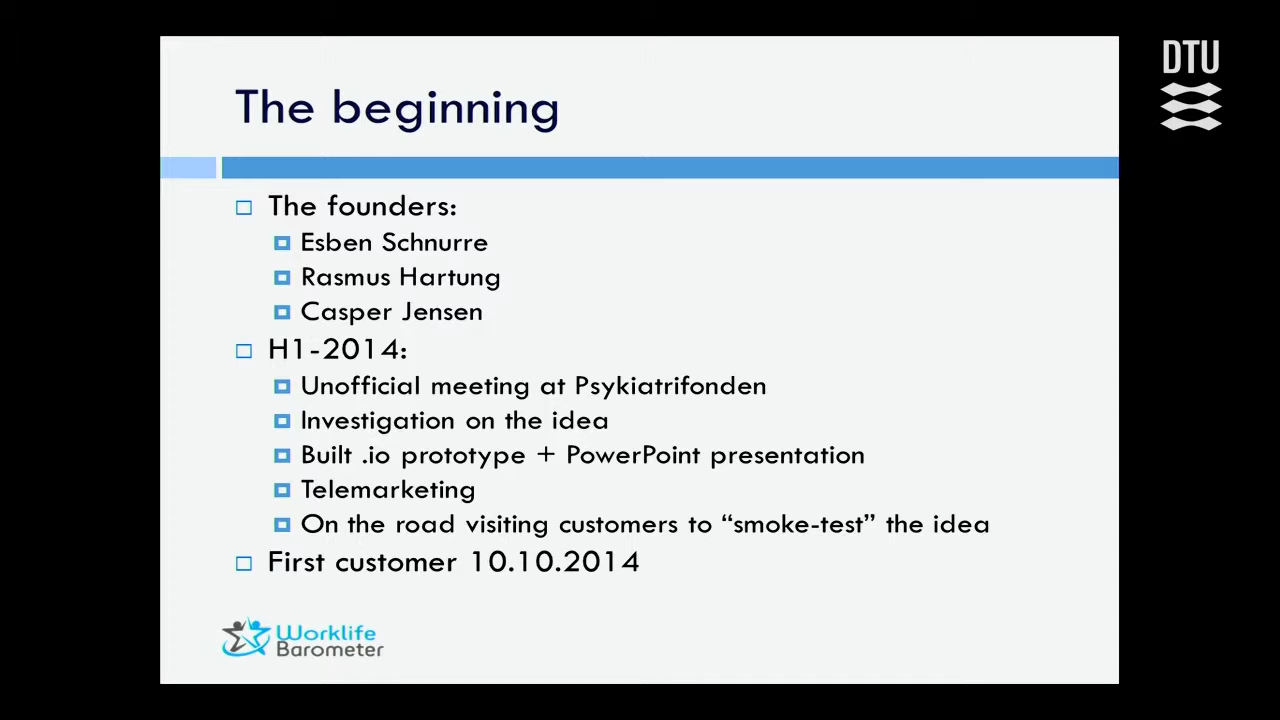 The beginning
DTU
The founders:
Esben Schnurre
Rasmus Hartung
Casper Jensen
H1-2014:
Unofficial meeting at Psykiatrifonden
Investigation on the idea
Built .io prototype + PowerPoint presentation
Telemarketing
On the road visiting customers to “smoke-test” the idea
First customer 10.10.2014
Worklife
Barometer